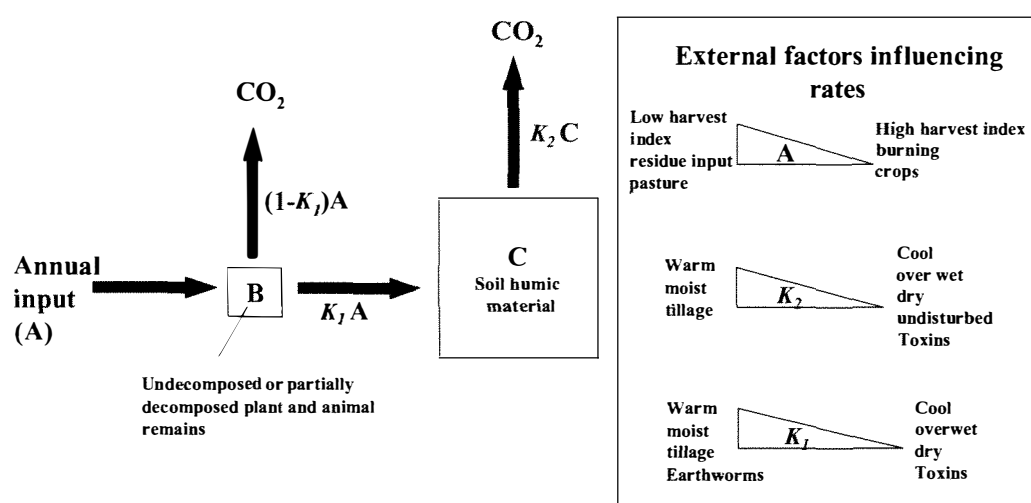 CO2
CO2
K2 C
(1-K1)A
Annual
input
(A)
B
K1 A
C
Soil humic
material
Undecomposed or partially
decomposed plant and animal
remains
External factors influencing
rates
Low harvest
index
residue input
pasture
A
High harvest index
burning
crops
Warm
moist
tillage
K2
Cool
over wet
dry
undisturbed
Toxins
Warm
moist
tillage
Earthworms
K1
Cool
overwet
dry
Toxins